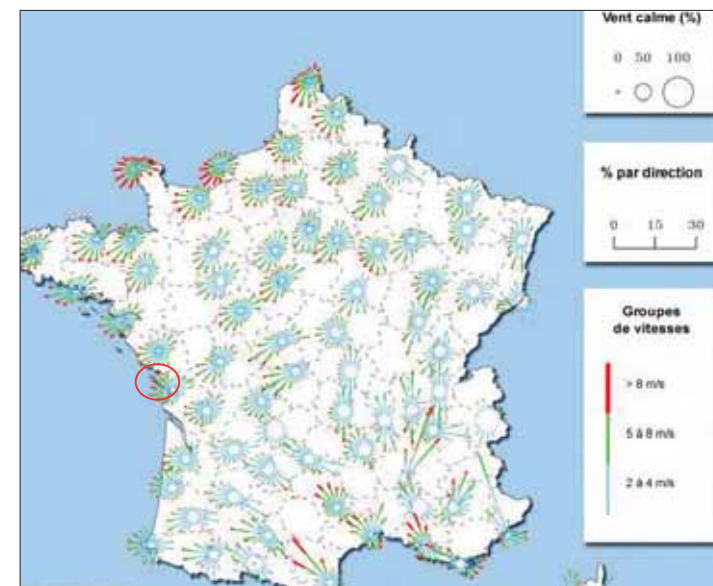 Vent calme (%)
0 50 100
% par direction
0 15 30
Groupes
de vitesses
> 8 m/s
5 à 8 m/s
2 à 4 m/s